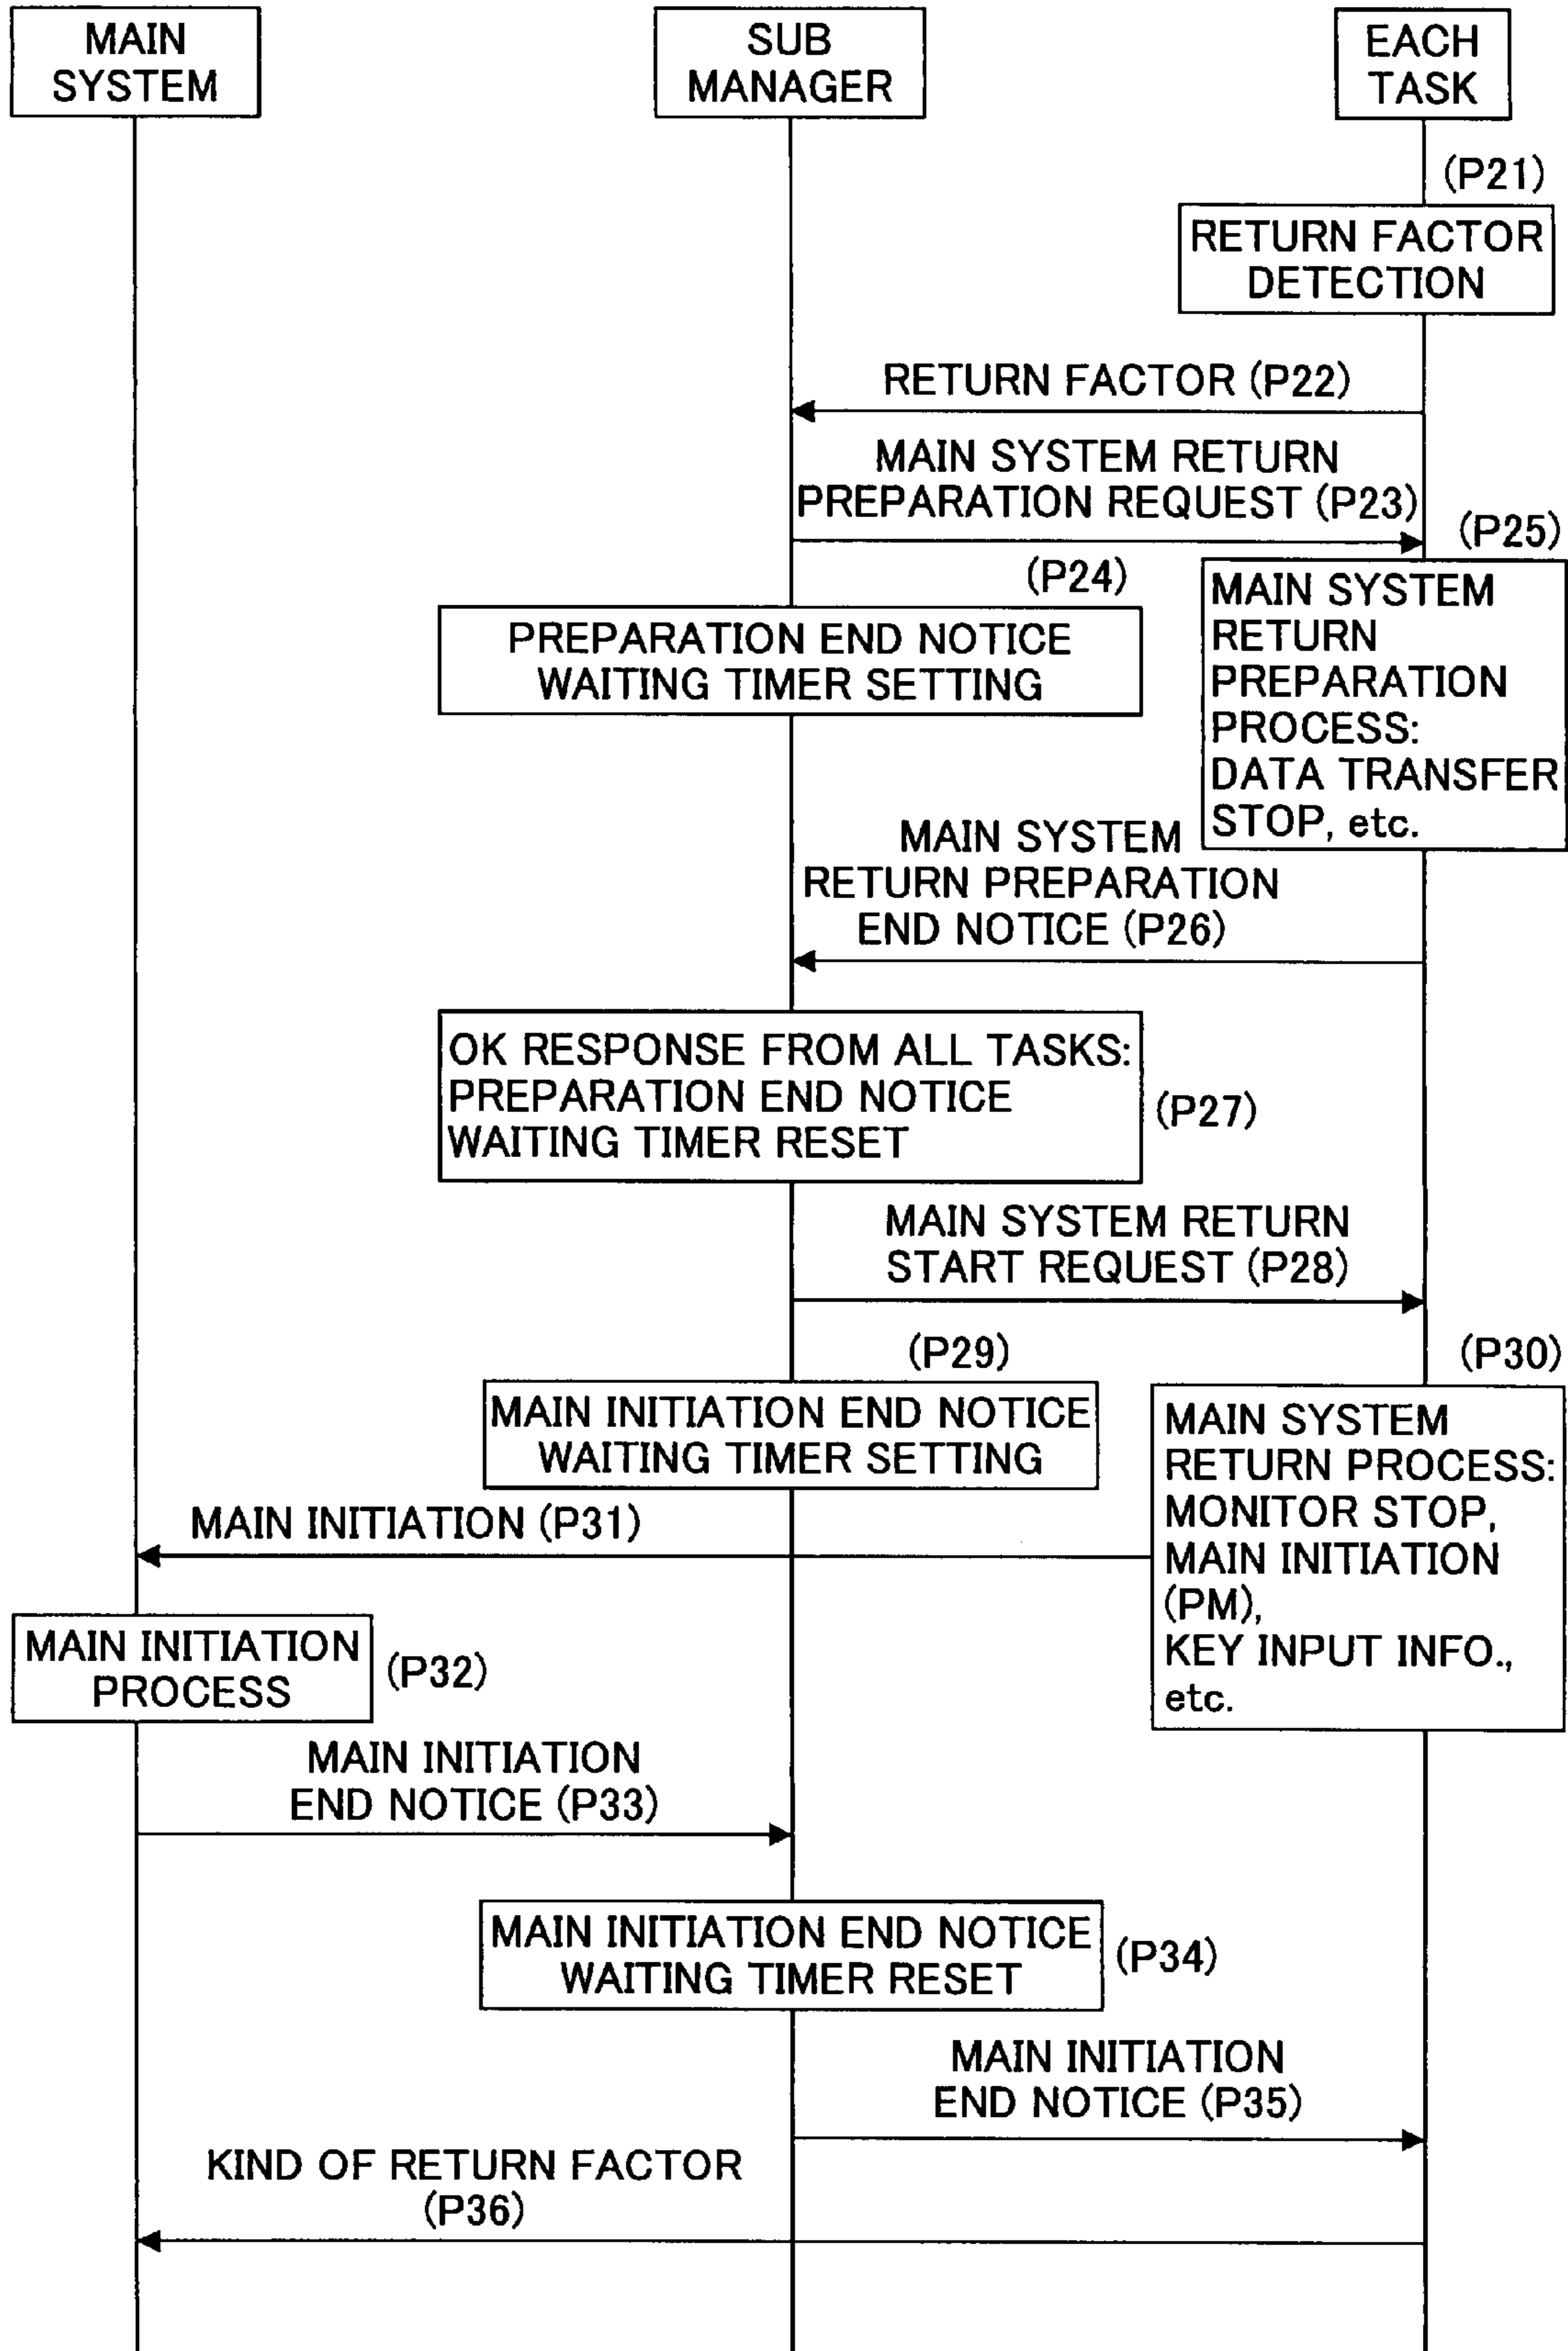 MAIN
SYSTEM
SUB
MANAGER
EACH
TASK
(P21)
RETURN FACTOR
DETECTION
RETURN FACTOR (P22)
MAIN SYSTEM RETURN
PREPARATION REQUEST (P23)
(P25)
(P24)
PREPARATION END NOTICE
WAITING TIMER SETTING
MAIN SYSTEM
RETURN
PREPARATION
PROCESS:
DATA TRANSFER
STOP, etc.
MAIN SYSTEM
RETURN PREPARATION
END NOTICE (P26)
OK RESPONSE FROM ALL TASKS:
PREPARATION END NOTICE
WAITING TIMER RESET
(P27)
MAIN SYSTEM RETURN
START REQUEST (P28)
(P29)
MAIN INITIATION END NOTICE
WAITING TIMER SETTING
(P30)
MAIN SYSTEM
RETURN PROCESS:
MONITOR STOP,
MAIN INITIATION
(PM),
KEY INPUT INFO.,
etc.
MAIN INITIATION (P31)
MAIN INITIATION
PROCESS
(P32)
MAIN INITIATION
END NOTICE (P33)
MAIN INITIATION END NOTICE
WAITING TIMER RESET
(P34)
MAIN INITIATION
END NOTICE (P35)
KIND OF RETURN FACTOR
(P36)